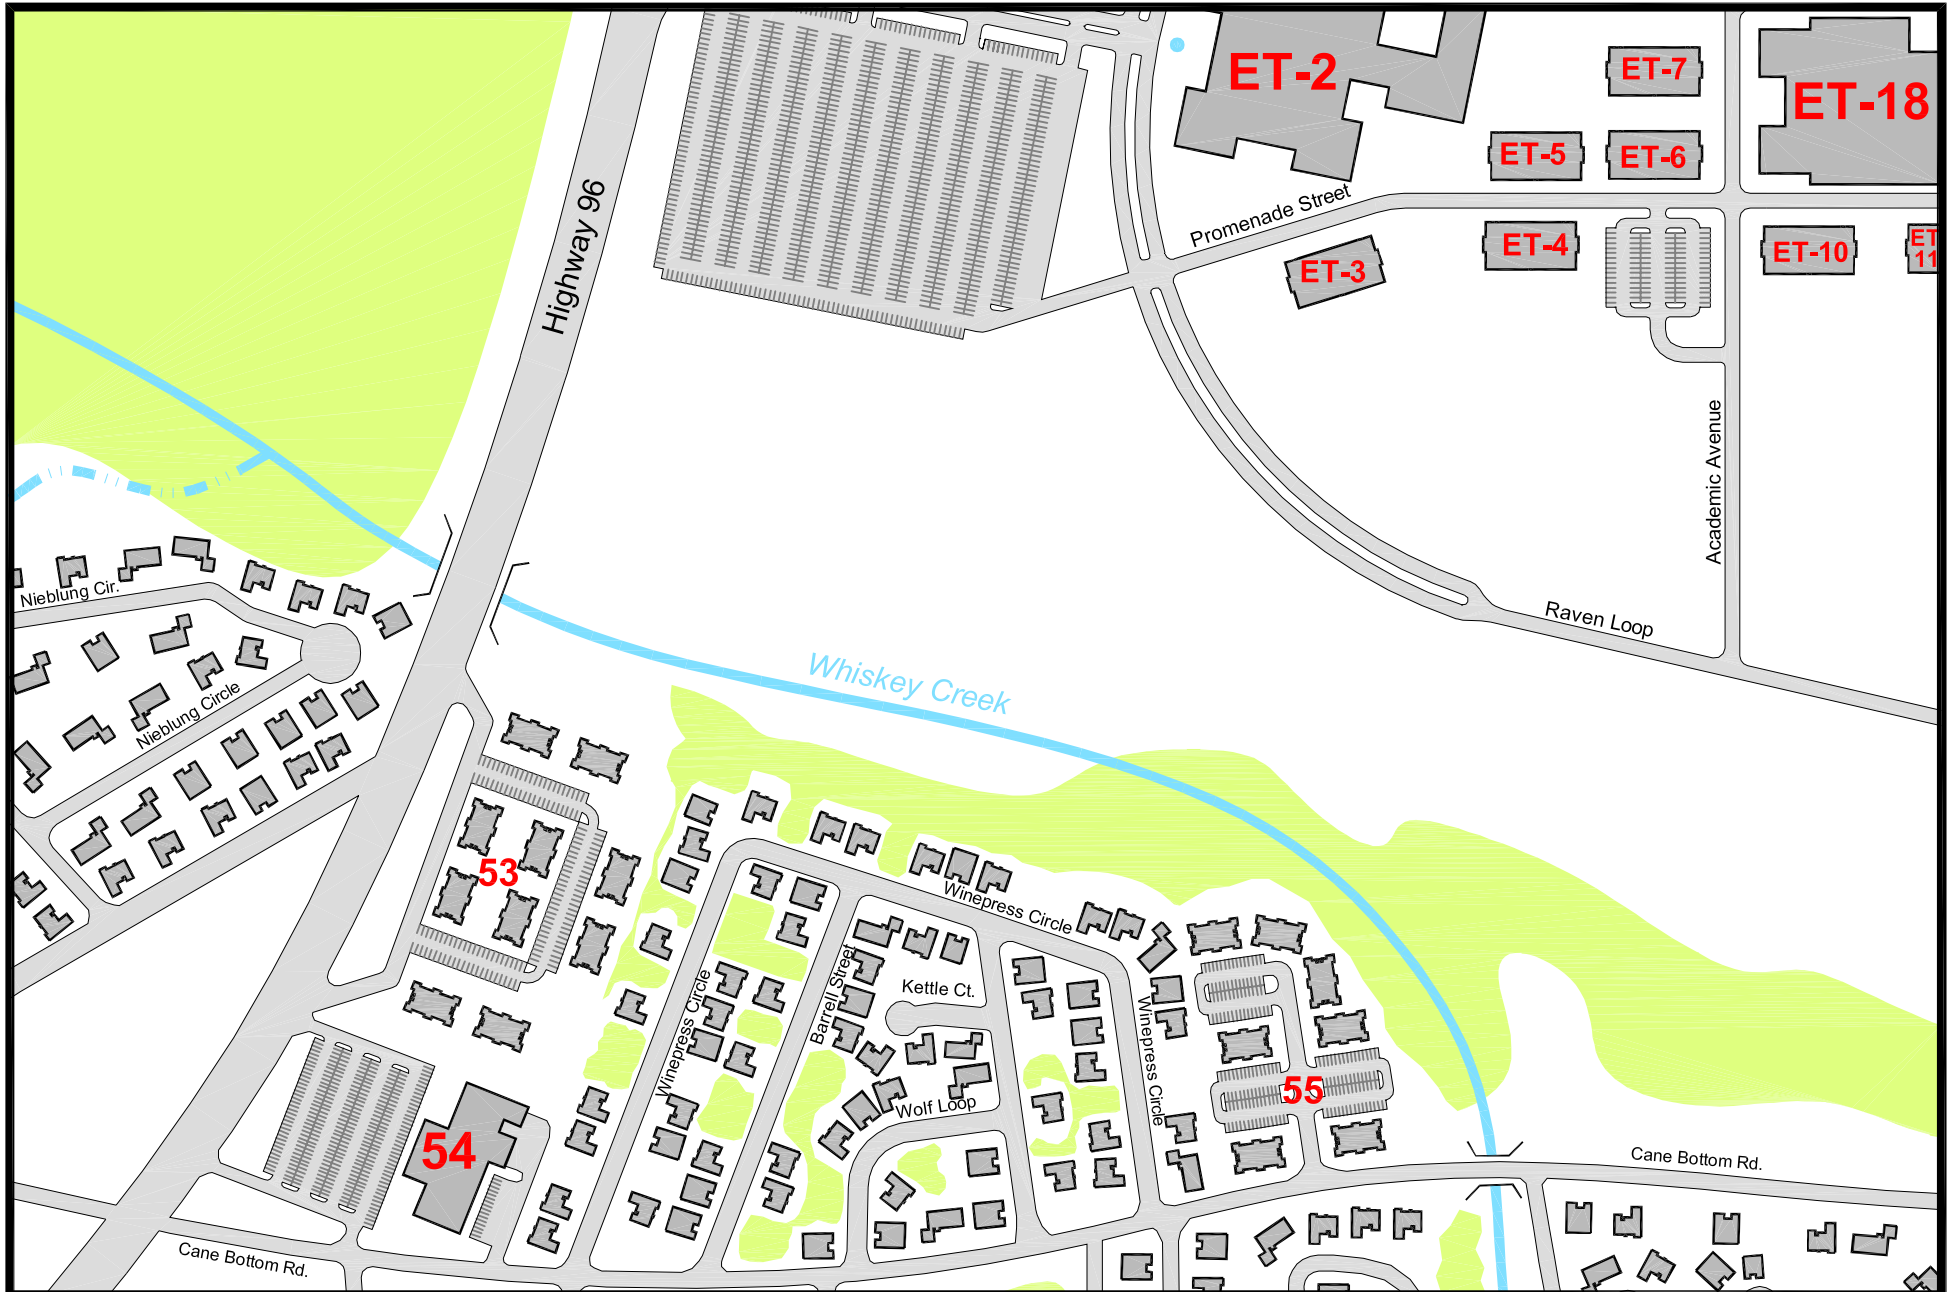 ET-2
ET-7
ET-18
ET-5
ET-6
Highway 96
Promenade Street
ET-3
ET-4
ET-10
ET
11
Academic Avenue
Nieblung Cir.
Raven Loop
Whiskey Creek
Nieblung Circle
53
Winepress Circle
Barrell Street
Kettle Ct.
Winepress Circle
Winepress Circle
55
Wolf Loop
54
Cane Bottom Rd.
Cane Bottom Rd.